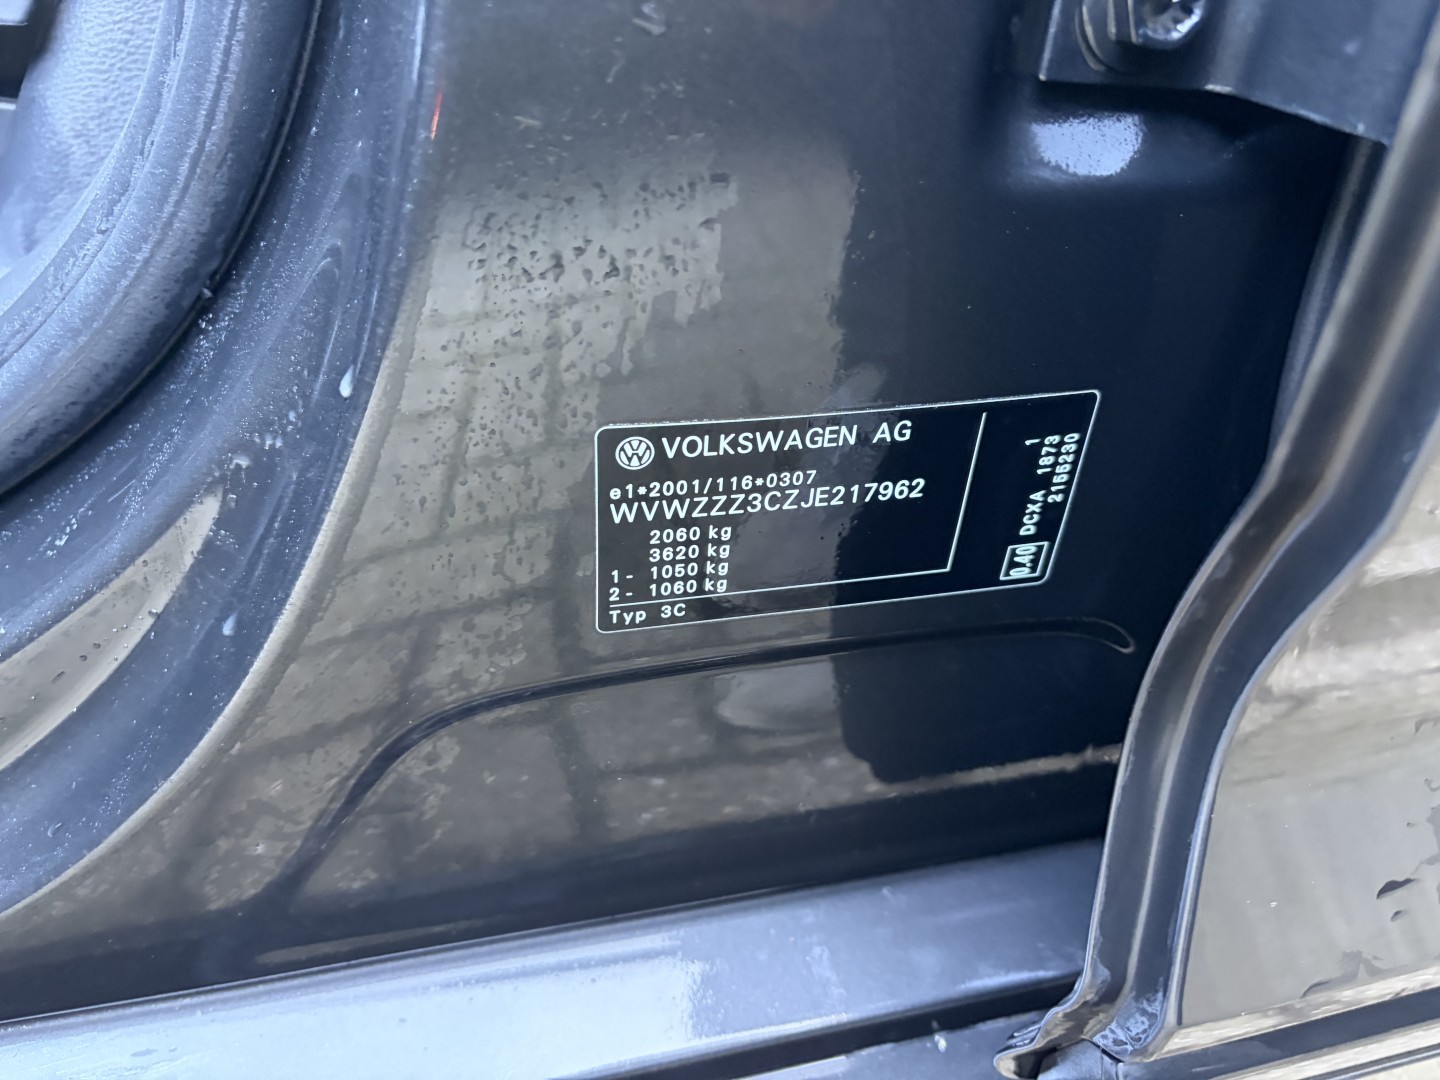 VOLKSWAGEN AG
e1*2001/116*0307
WVWZZZ3CZJE217962
2060 kg
3620 kg
1- 1050 kg
2- 1060 kg
Typ 3C
1
DCXA 1873
2155230
0.40